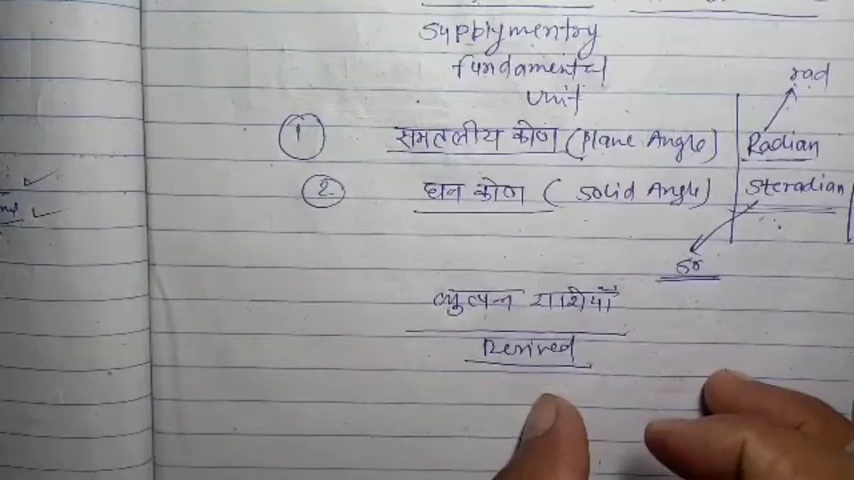 Supplymentry
fundamental
unit
rad
① समतलीय कोण (Plane Angle) Radian
② घन कोण (Solid Angle) Steradian
sr
व्युत्पन्न राशियाँ
Derived